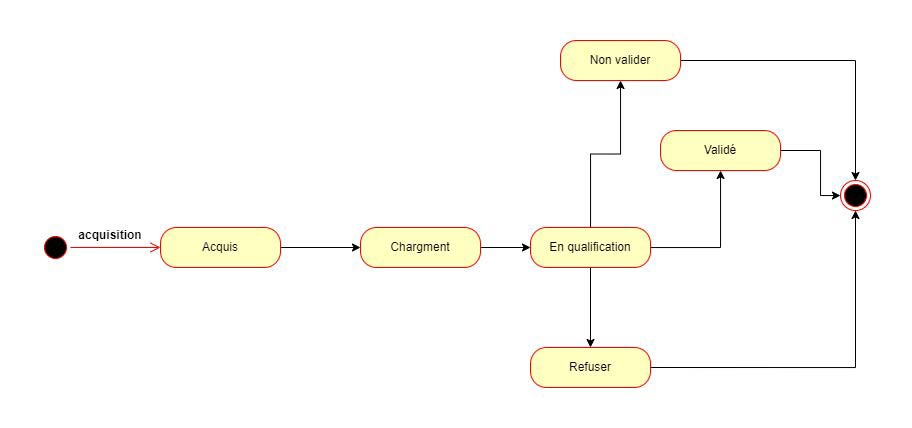 Non valider
Validé
acquisition
Acquis
Chargment
En qualification
Refuser